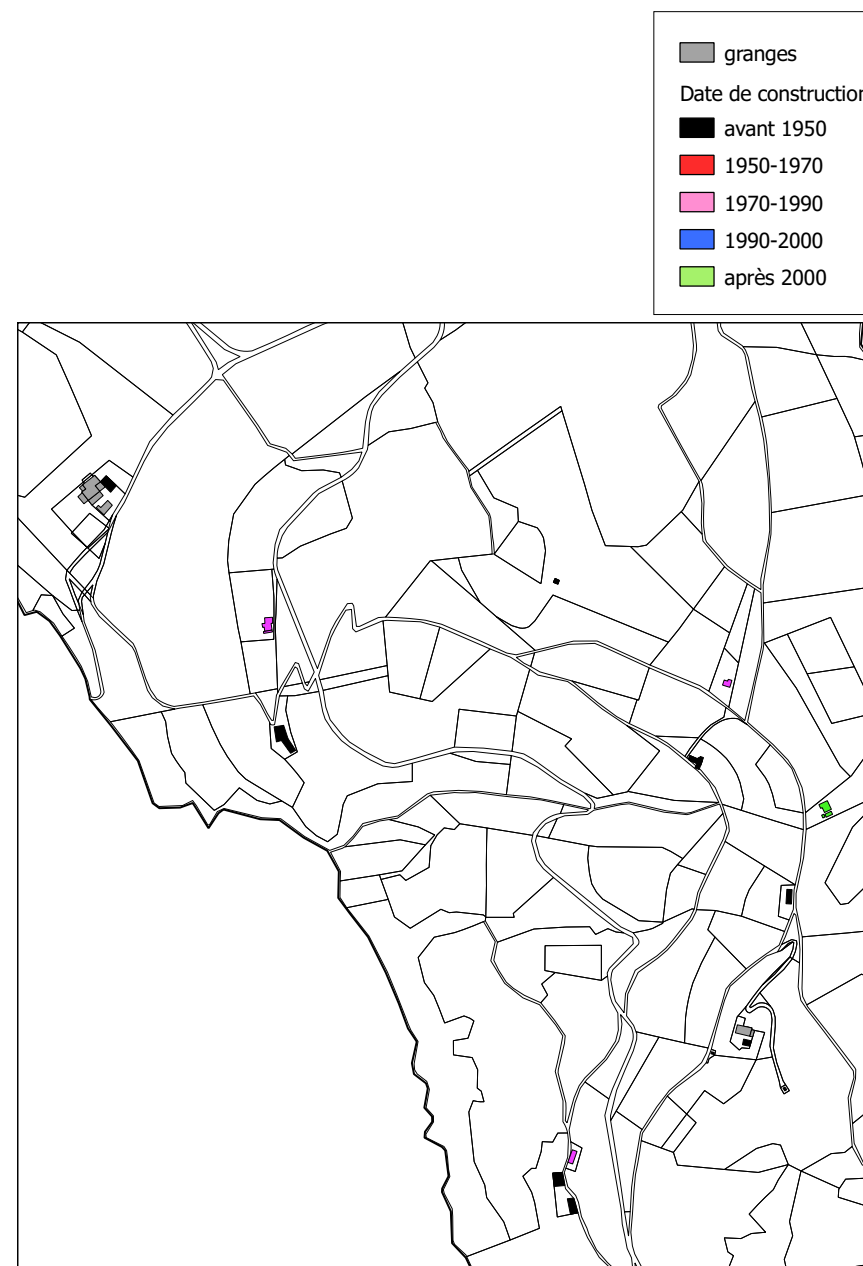 granges
Date de construction
avant 1950
1950-1970
1970-1990
1990-2000
après 2000